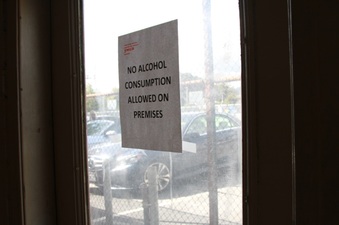 NO ALCOHOL
CONSUMPTION
ALLOWED ON
PREMISES